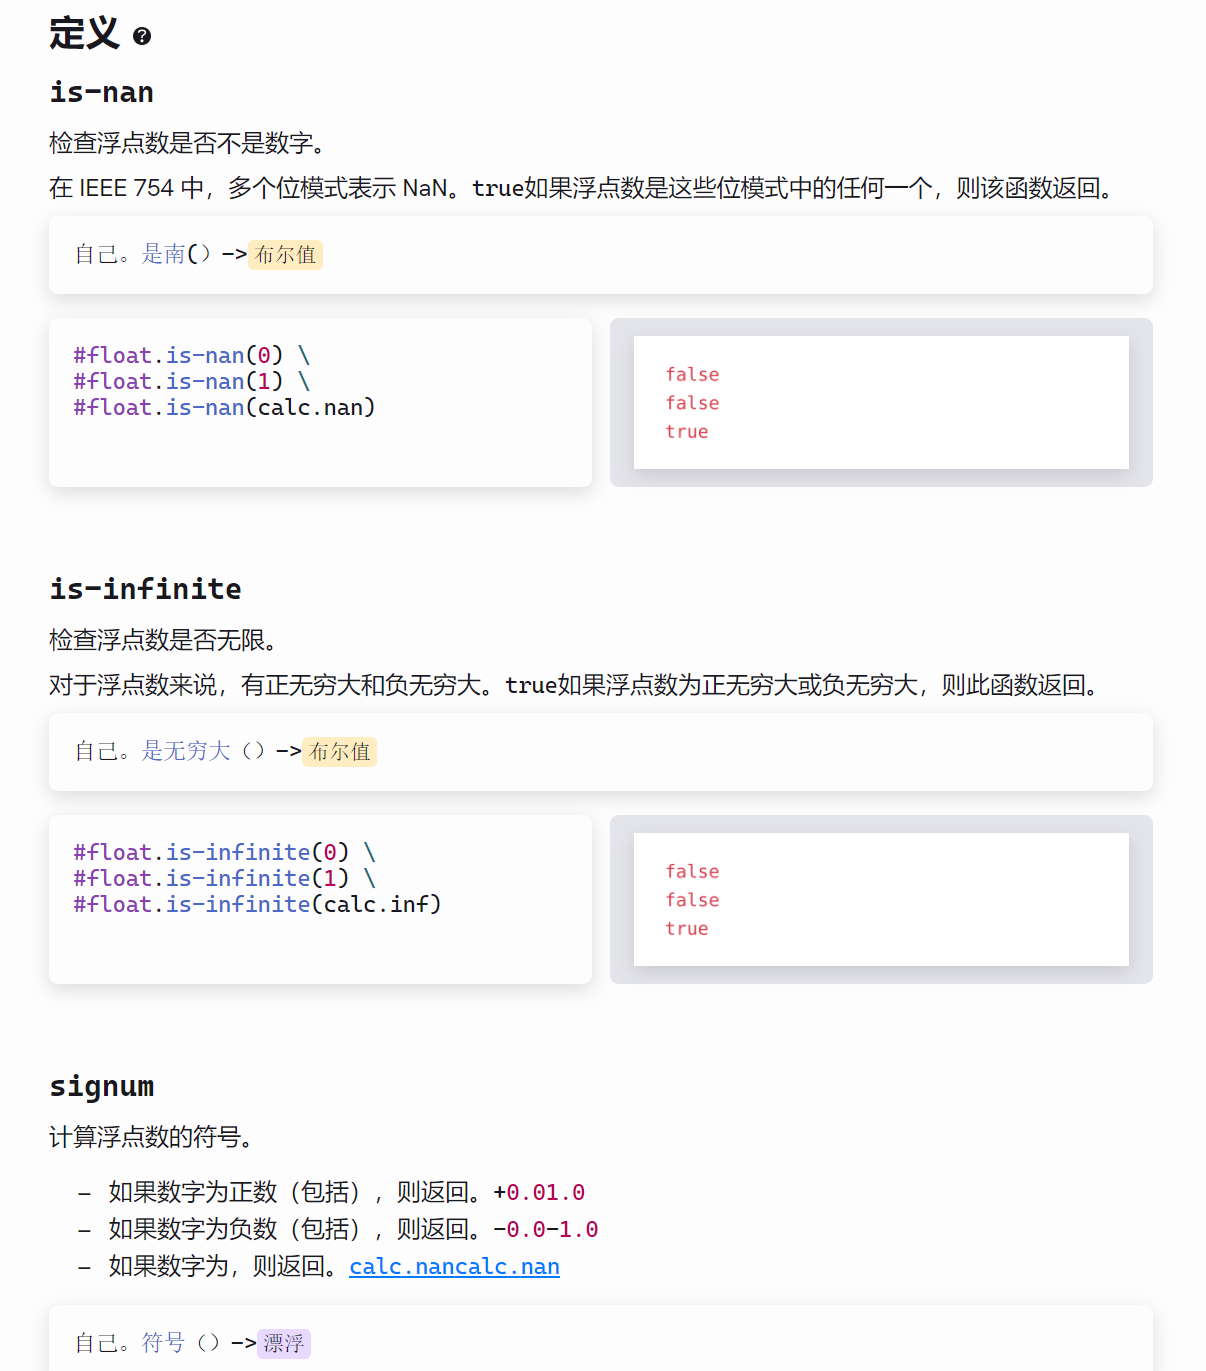 定义 ?
is-nan
检查浮点数是否不是数字。
在 IEEE 754 中，多个位模式表示 NaN。true如果浮点数是这些位模式中的任何一个，则该函数返回。
自己。是南(）->布尔值
#float.is-nan(0) \
#float.is-nan(1) \
#float.is-nan(calc.nan)
false
false
true
is-infinite
检查浮点数是否无限。
对于浮点数来说，有正无穷大和负无穷大。true如果浮点数为正无穷大或负无穷大，则此函数返回。
自己。是无穷大（）->布尔值
#float.is-infinite(0) \
#float.is-infinite(1) \
#float.is-infinite(calc.inf)
false
false
true
signum
计算浮点数的符号。
– 如果数字为正数（包括），则返回。+0.01.0
– 如果数字为负数（包括），则返回。-0.0-1.0
– 如果数字为，则返回。calc.nancalc.nan
自己。符号（）->漂浮